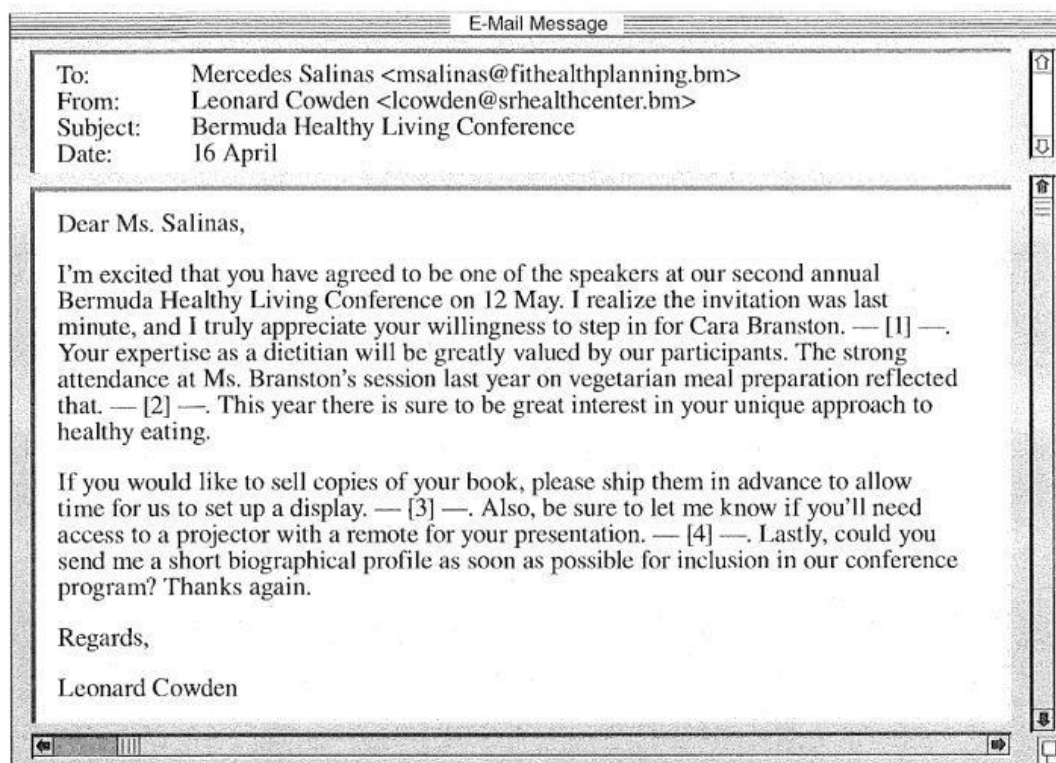 E-Mail Message
To: Mercedes Salinas <msalinas@fithealthplanning.bm>
From: Leonard Cowden <lcowden@srhealthcenter.bm>
Subject: Bermuda Healthy Living Conference
Date: 16 April
Dear Ms. Salinas,
I'm excited that you have agreed to be one of the speakers at our second annual
Bermuda Healthy Living Conference on 12 May. I realize the invitation was last
minute, and I truly appreciate your willingness to step in for Cara Branston. — [1] —.
Your expertise as a dietitian will be greatly valued by our participants. The strong
attendance at Ms. Branston's session last year on vegetarian meal preparation reflected
that. — [2] —. This year there is sure to be great interest in your unique approach to
healthy eating.
If you would like to sell copies of your book, please ship them in advance to allow
time for us to set up a display. — [3] —. Also, be sure to let me know if you'll need
access to a projector with a remote for your presentation. — [4] —. Lastly, could you
send me a short biographical profile as soon as possible for inclusion in our conference
program? Thanks again.
Regards,
Leonard Cowden